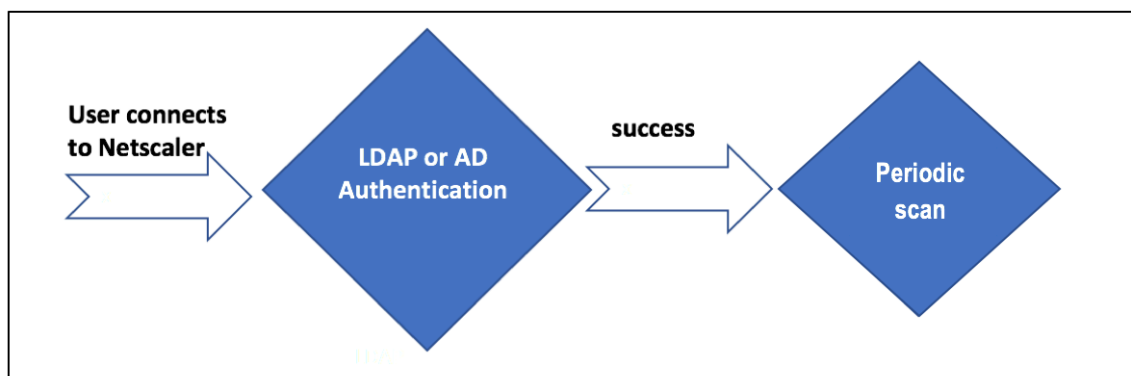 User connects
to Netscaler
LDAP or AD
Authentication
success
Periodic
scan